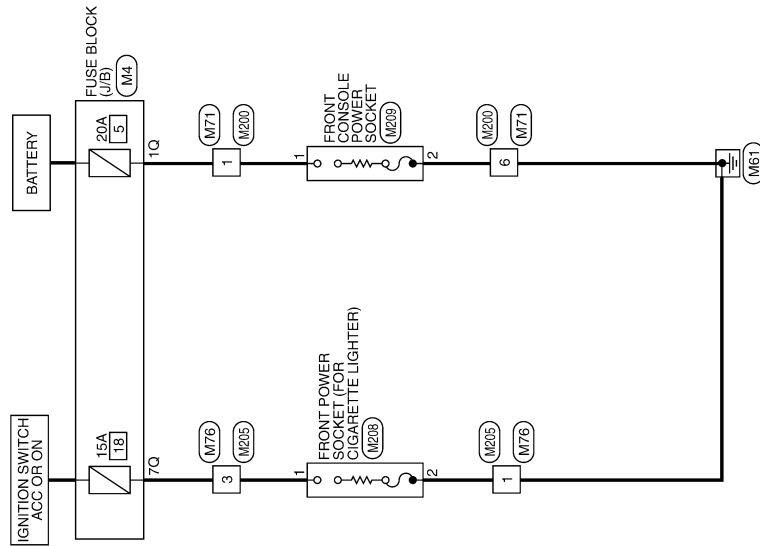 IGNITION SWITCH
ACC OR ON
BATTERY
15A
18
20A
5
FUSE BLOCK
(J/B)
M4
7Q
1Q
M76
3
M205
M71
1
M200
1
FRONT POWER
SOCKET (FOR
CIGARETTE LIGHTER)
M208
2
1
FRONT
CONSOLE
POWER
SOCKET
M209
2
M205
1
M76
M200
6
M71
M61